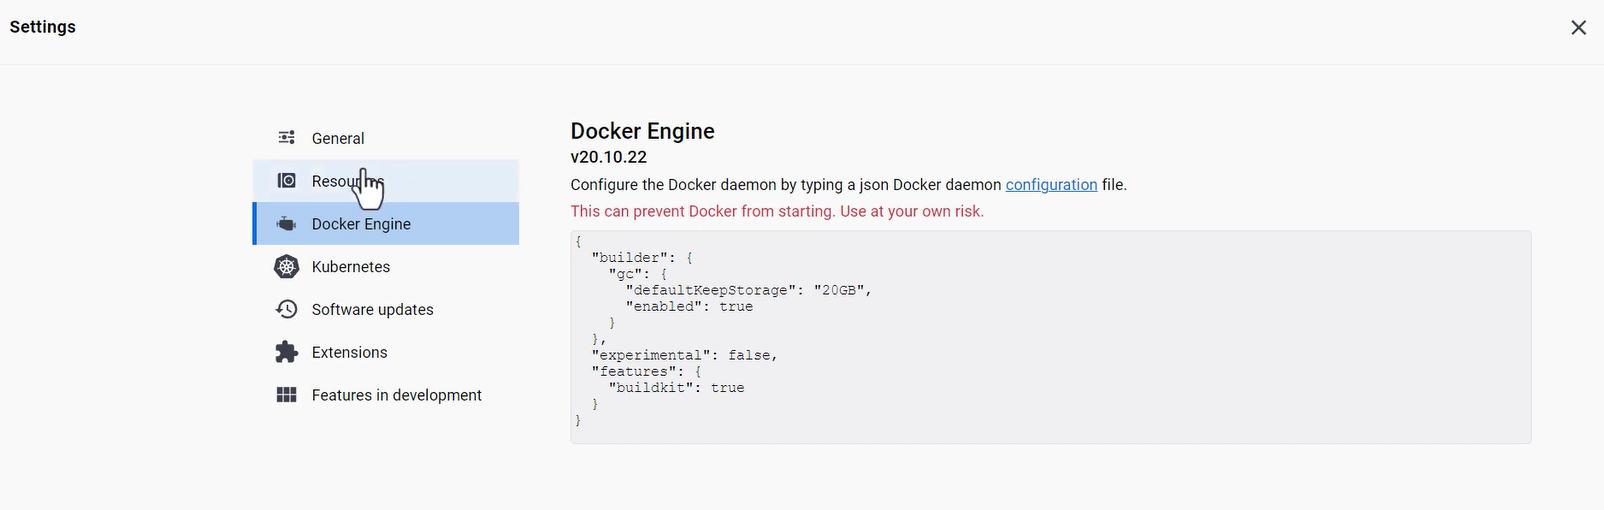 Settings
General
Resources
Docker Engine
Kubernetes
Software updates
Extensions
Features in development
Docker Engine
v20.10.22
Configure the Docker daemon by typing a json Docker daemon configuration file.
This can prevent Docker from starting. Use at your own risk.
{
  "builder": {
    "gc": {
      "defaultKeepStorage": "20GB",
      "enabled": true
    }
  },
  "experimental": false,
  "features": {
    "buildkit": true
  }
}